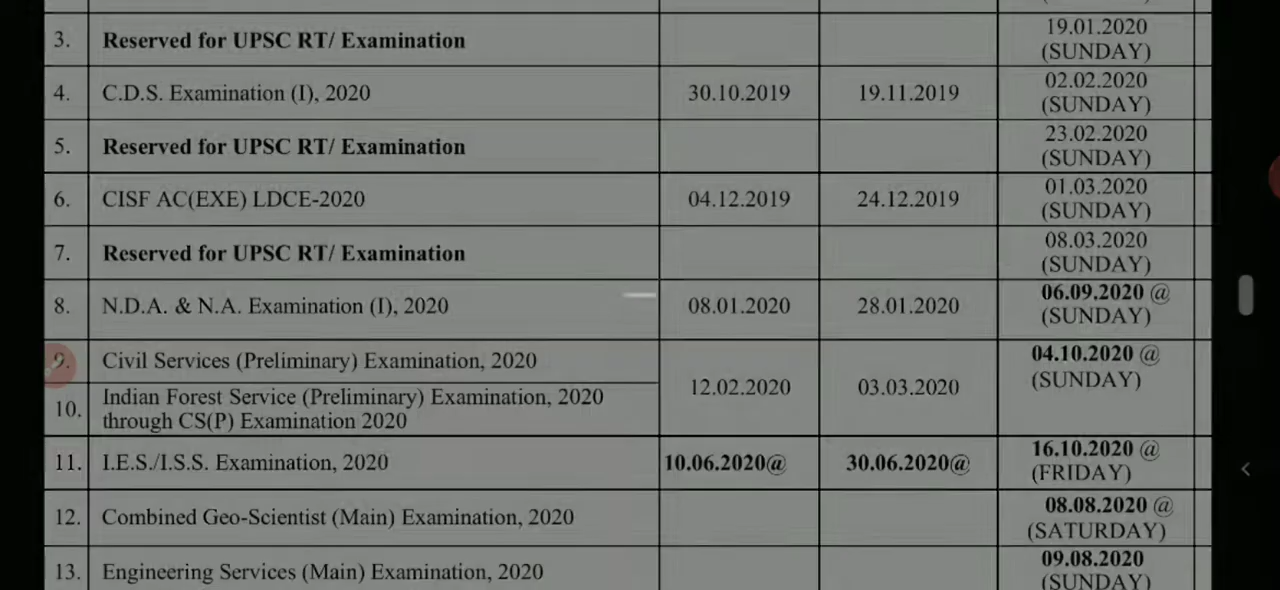 3. Reserved for UPSC RT/ Examination 19.01.2020
(SUNDAY)
4. C.D.S. Examination (I), 2020 30.10.2019 19.11.2019 02.02.2020
(SUNDAY)
5. Reserved for UPSC RT/ Examination 23.02.2020
(SUNDAY)
6. CISF AC(EXE) LDCE-2020 04.12.2019 24.12.2019 01.03.2020
(SUNDAY)
7. Reserved for UPSC RT/ Examination 08.03.2020
(SUNDAY)
8. N.D.A. & N.A. Examination (I), 2020 08.01.2020 28.01.2020 06.09.2020 @
(SUNDAY)
9. Civil Services (Preliminary) Examination, 2020 12.02.2020 03.03.2020 04.10.2020 @
(SUNDAY)
10. Indian Forest Service (Preliminary) Examination, 2020
through CS(P) Examination 2020
11. I.E.S./I.S.S. Examination, 2020 10.06.2020@ 30.06.2020@ 16.10.2020 @
(FRIDAY)
12. Combined Geo-Scientist (Main) Examination, 2020 08.08.2020 @
(SATURDAY)
13. Engineering Services (Main) Examination, 2020 09.08.2020
(SUNDAY)